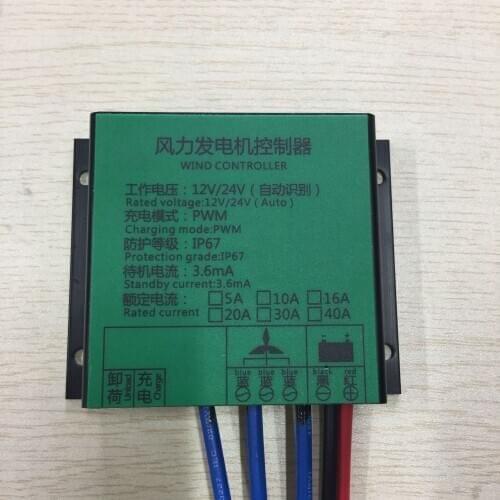 风力发电机控制器
WIND CONTROLLER
工作电压：12V/24V（自动识别）
Rated voltage:12V/24V（Auto）
充电模式：PWM
Charging mode:PWM
防护等级：IP67
Protection grade:IP67
待机电流：3.6mA
Standby current:3.6mA
额定电流：□5A □10A □16A
Rated current □20A □30A □40A
卸荷 Unload
充电 Charge
blue blue blue black red
蓝 蓝 蓝 黑 红